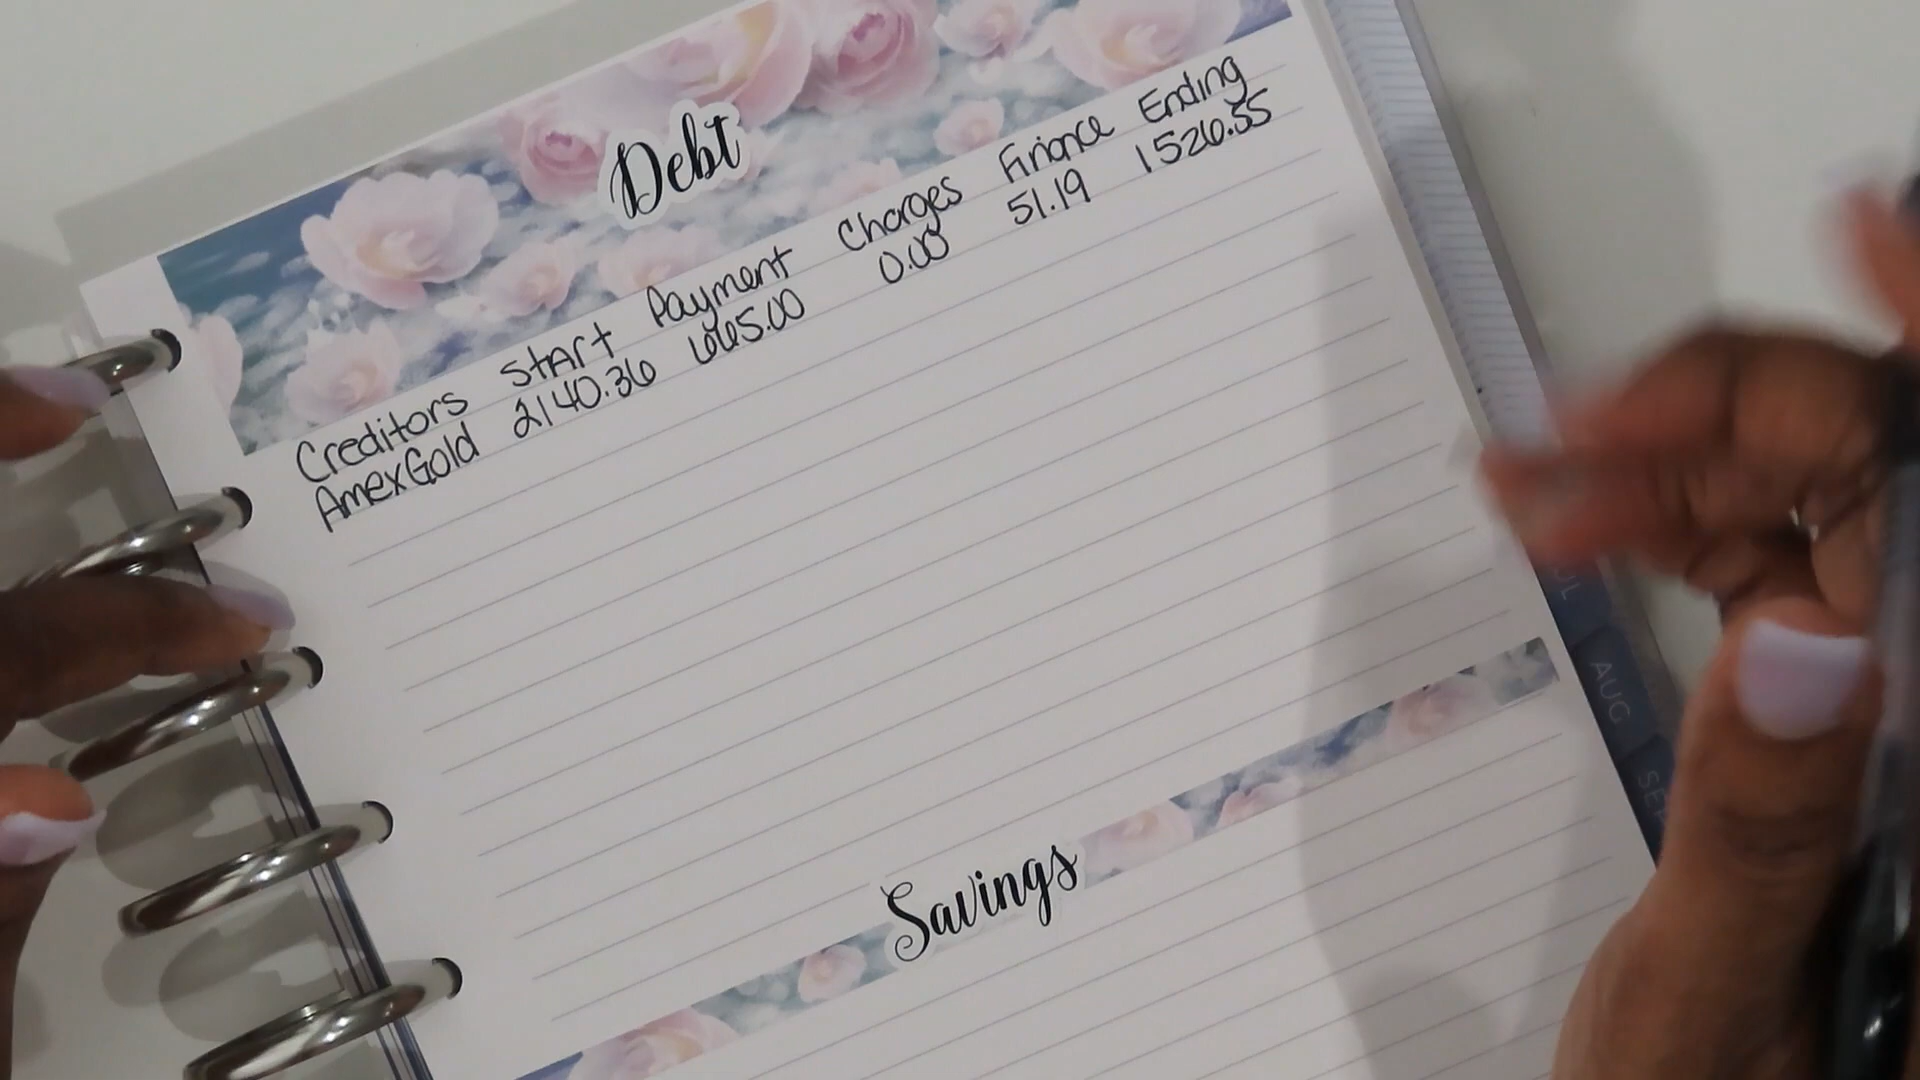 Debt
Creditors Start Payment Charges Finance Ending
AmexGold 2140.36 665.00 0.00 51.19 1526.55
Savings
AUG